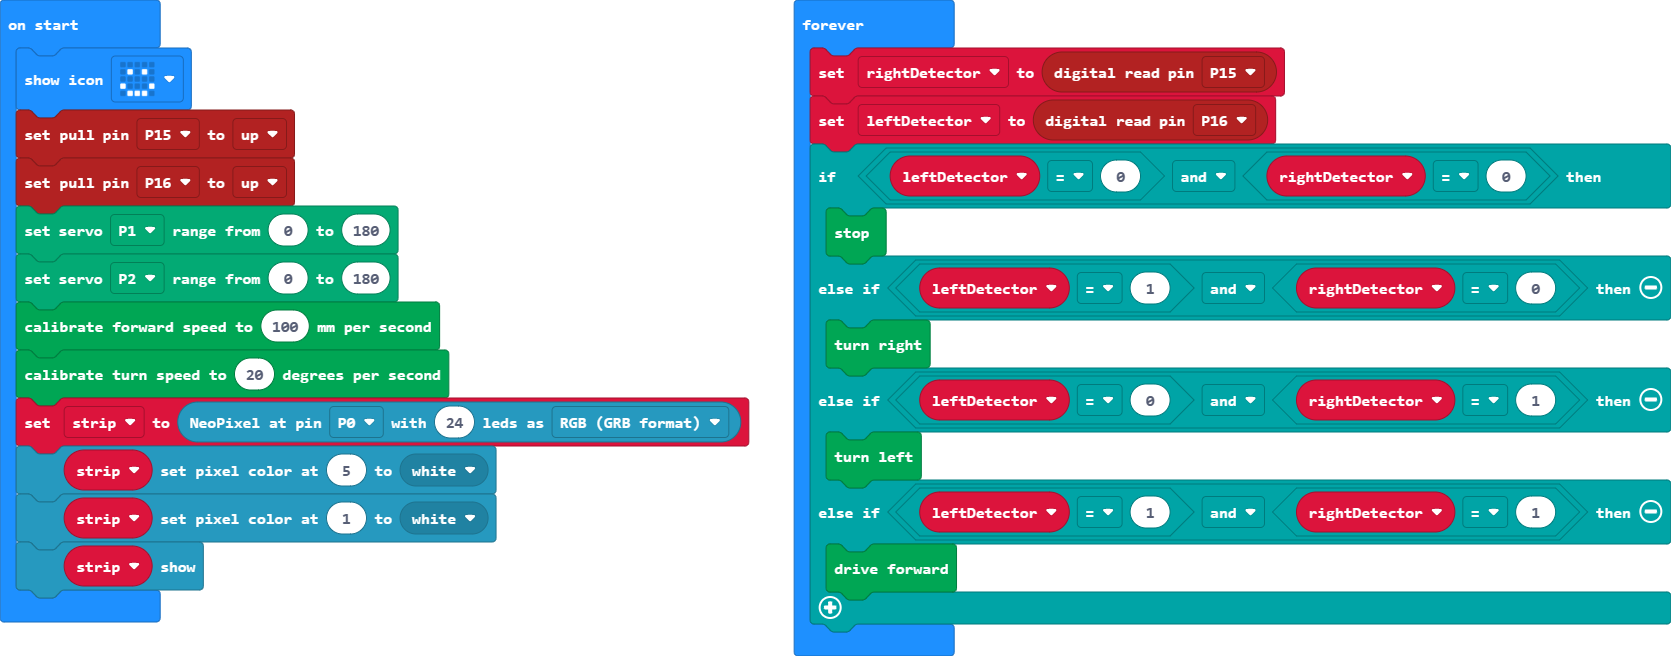 on start
show icon
set pull pin P15 to up
set pull pin P16 to up
set servo P1 range from 0 to 180
set servo P2 range from 0 to 180
calibrate forward speed to 100 mm per second
calibrate turn speed to 20 degrees per second
set strip to NeoPixel at pin P0 with 24 leds as RGB (GRB format)
strip set pixel color at 5 to white
strip set pixel color at 1 to white
strip show
forever
set rightDetector to digital read pin P15
set leftDetector to digital read pin P16
if leftDetector = 0 and rightDetector = 0 then
stop
else if leftDetector = 1 and rightDetector = 0 then
turn right
else if leftDetector = 0 and rightDetector = 1 then
turn left
else if leftDetector = 1 and rightDetector = 1 then
drive forward